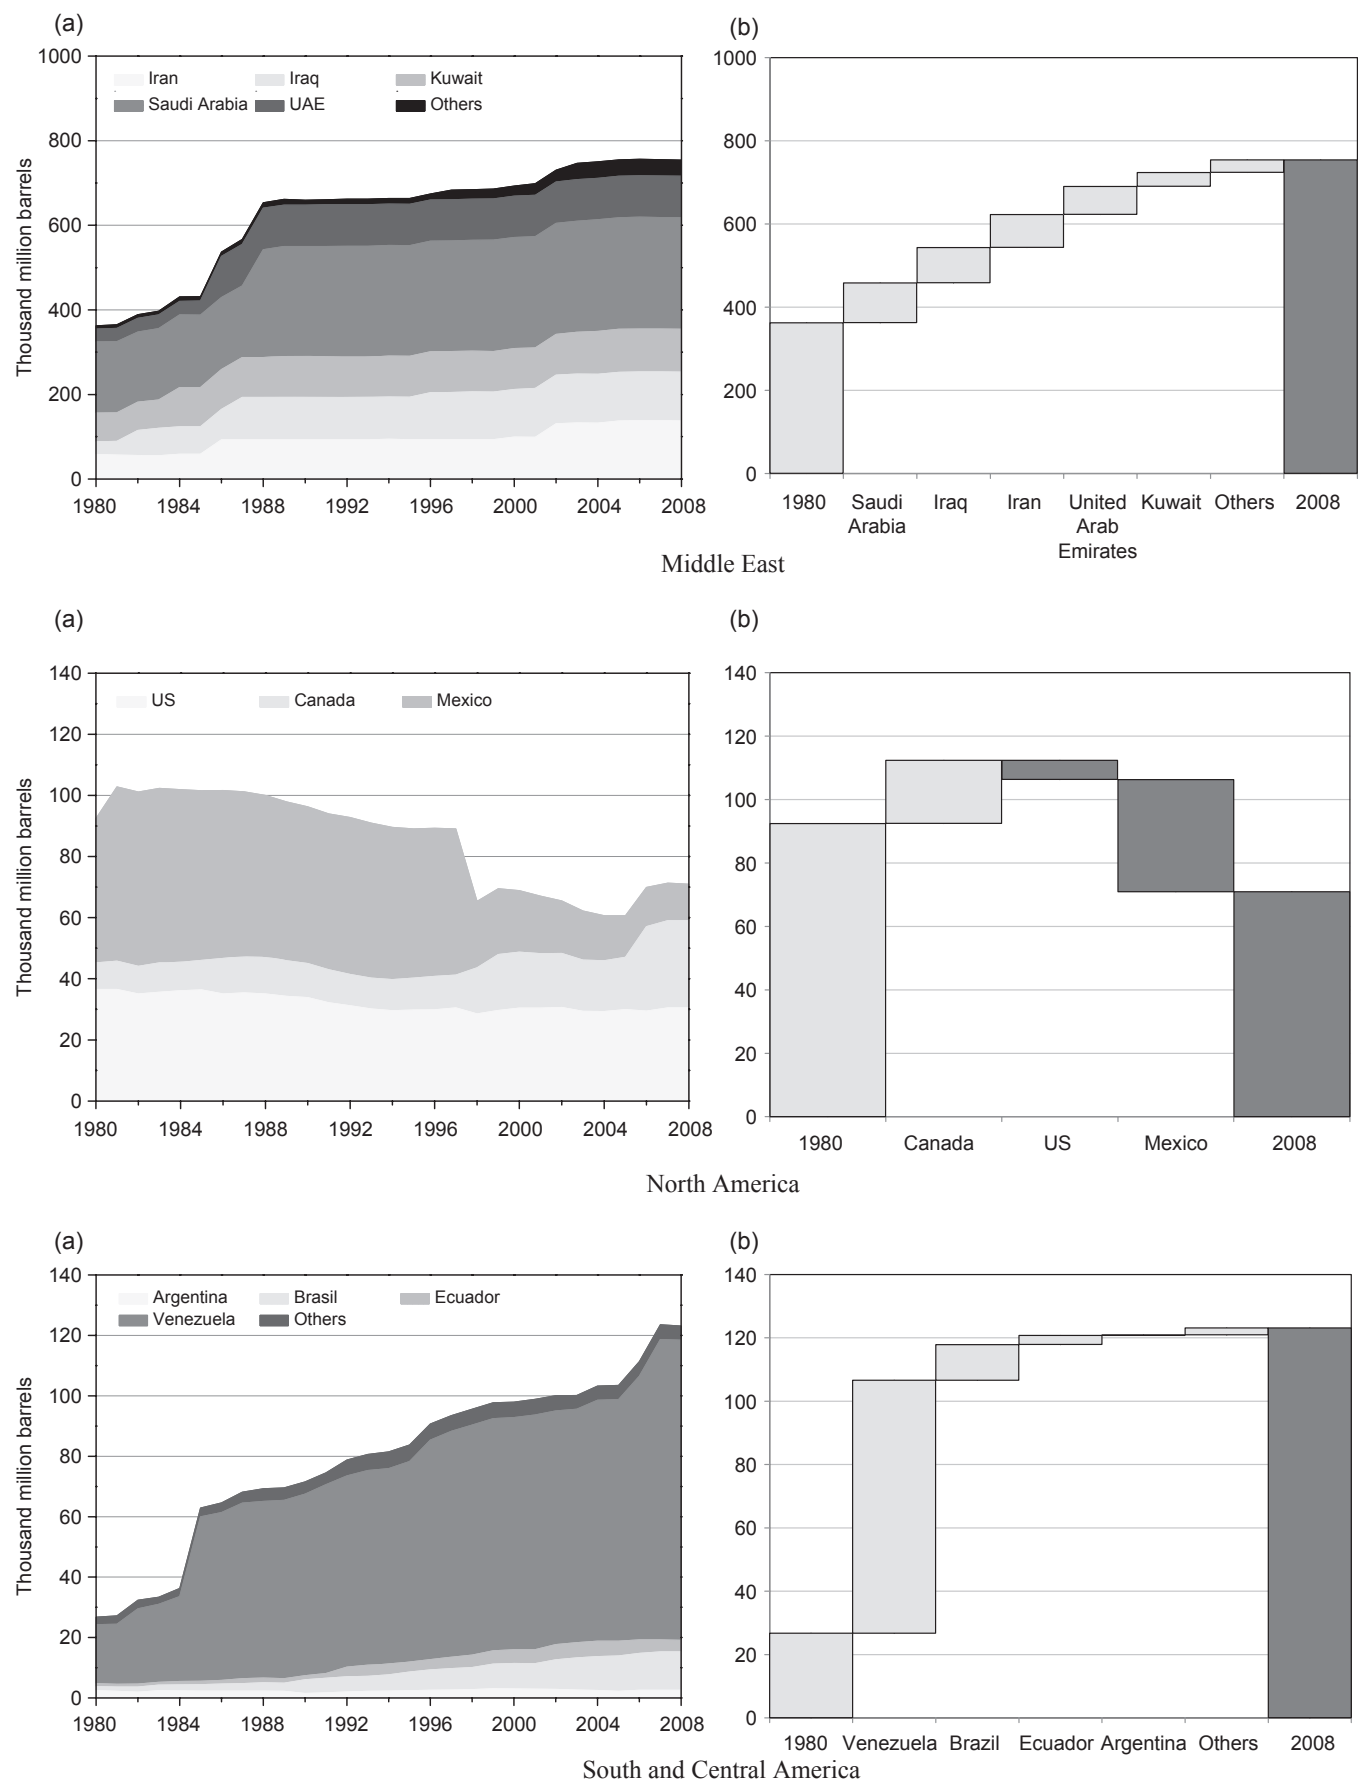 (a)
1000
800
600
400
200
0
Thousand million barrels
Iran Iraq Kuwait
Saudi Arabia UAE Others
1980 1984 1988 1992 1996 2000 2004 2008
(b)
1000
800
600
400
200
0
1980 Saudi Iraq Iran United Kuwait Others 2008
Arabia Arab
Emirates
Middle East
(a)
140
120
100
80
60
40
20
0
Thousand million barrels
US Canada Mexico
1980 1984 1988 1992 1996 2000 2004 2008
(b)
140
120
100
80
60
40
20
0
1980 Canada US Mexico 2008
North America
(a)
140
120
100
80
60
40
20
0
Thousand million barrels
Argentina Brasil Ecuador
Venezuela Others
1980 1984 1988 1992 1996 2000 2004 2008
(b)
140
120
100
80
60
40
20
0
1980 Venezuela Brazil Ecuador Argentina Others 2008
South and Central America